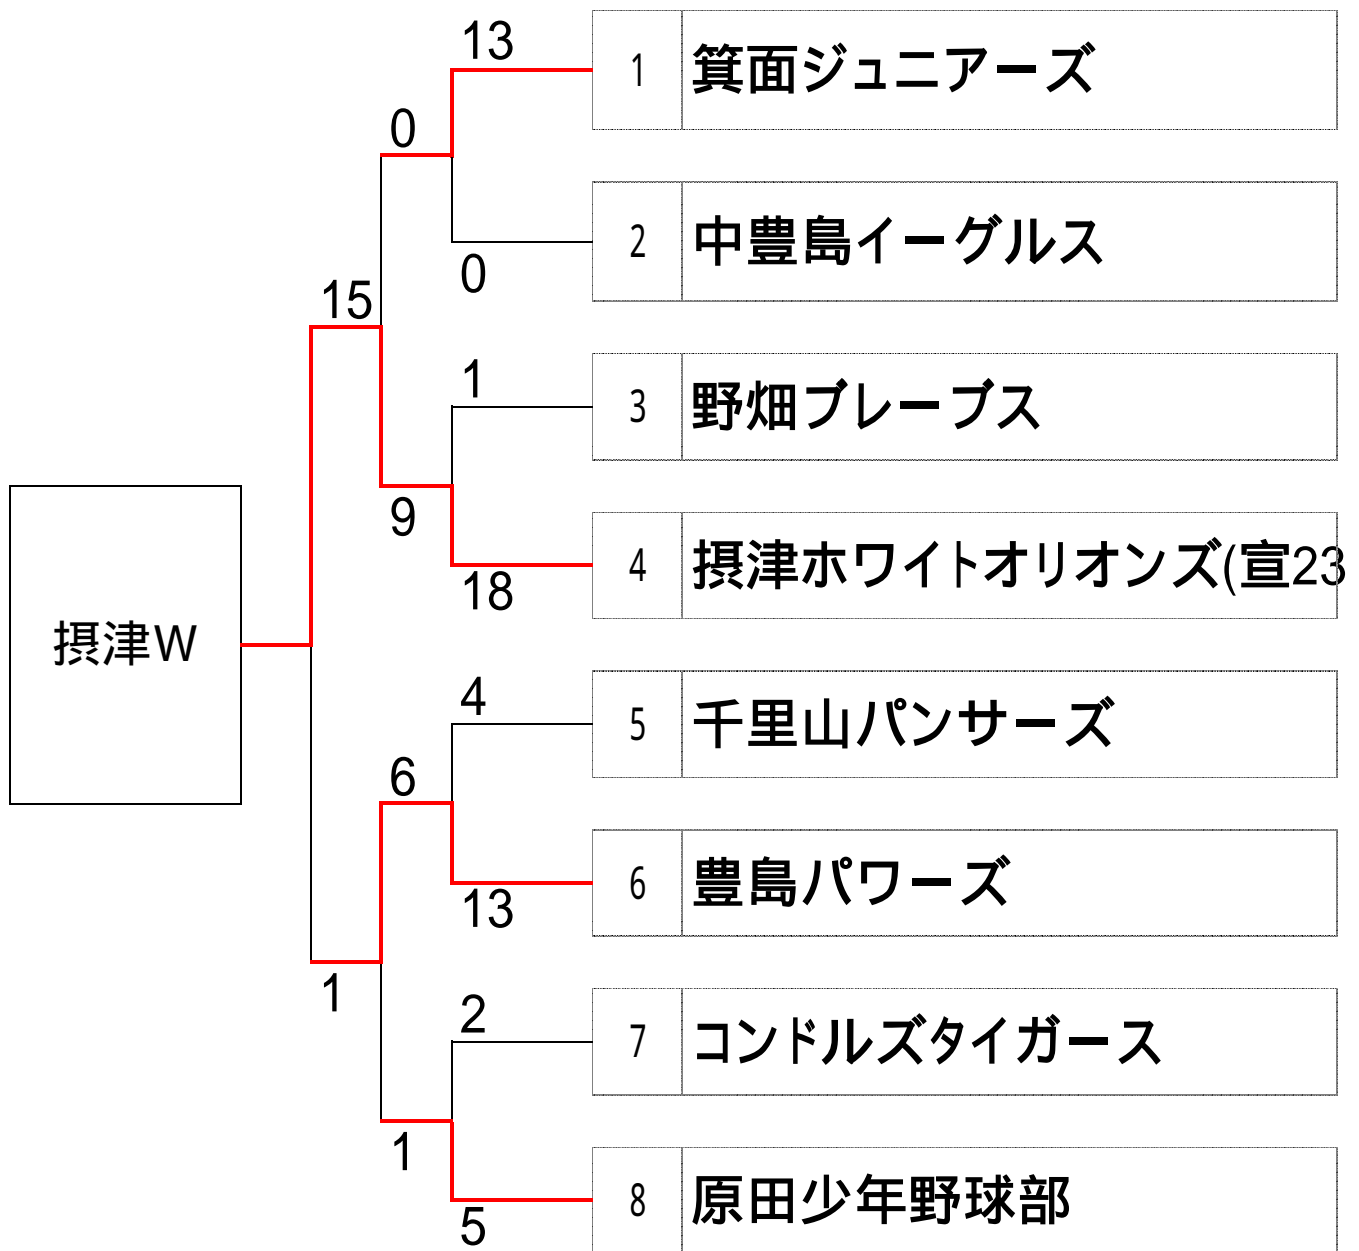 13
1 箕面ジュニアーズ
0
2 中豊島イーグルス
0
15
1
3 野畑ブレーブス
9
4 摂津ホワイトオリオンズ(宣23
18
摂津W
4
5 千里山パンサーズ
6
6 豊島パワーズ
13
1
2
7 コンドルズタイガース
1
8 原田少年野球部
5